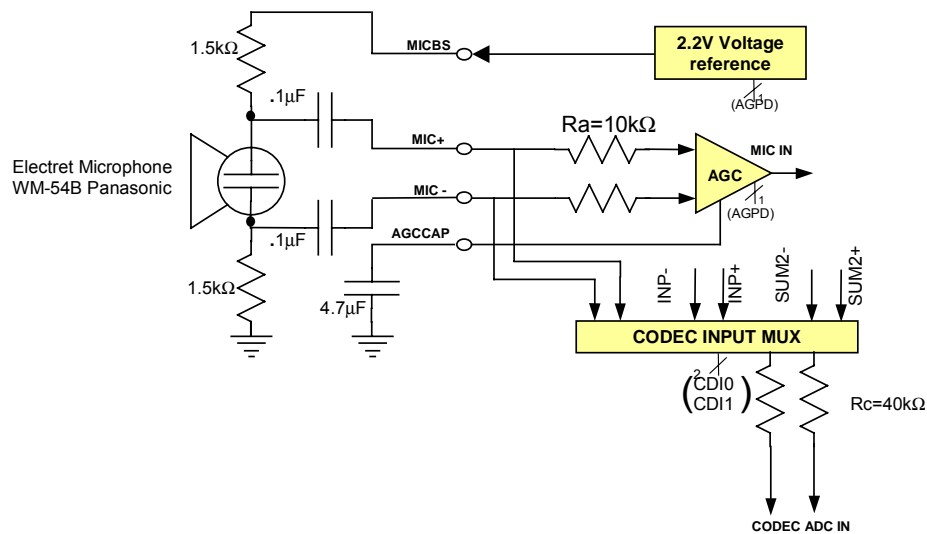 1.5kΩ
MICBS
2.2V Voltage
reference
1
(AGPD)
.1µF
Ra=10kΩ
MIC+
MIC IN
Electret Microphone
WM-54B Panasonic
AGC
1
(AGPD)
MIC -
.1µF
AGCCAP
1.5kΩ
4.7µF
INP-
INP+
SUM2-
SUM2+
CODEC INPUT MUX
2
(CDI0
CDI1)
Rc=40kΩ
CODEC ADC IN